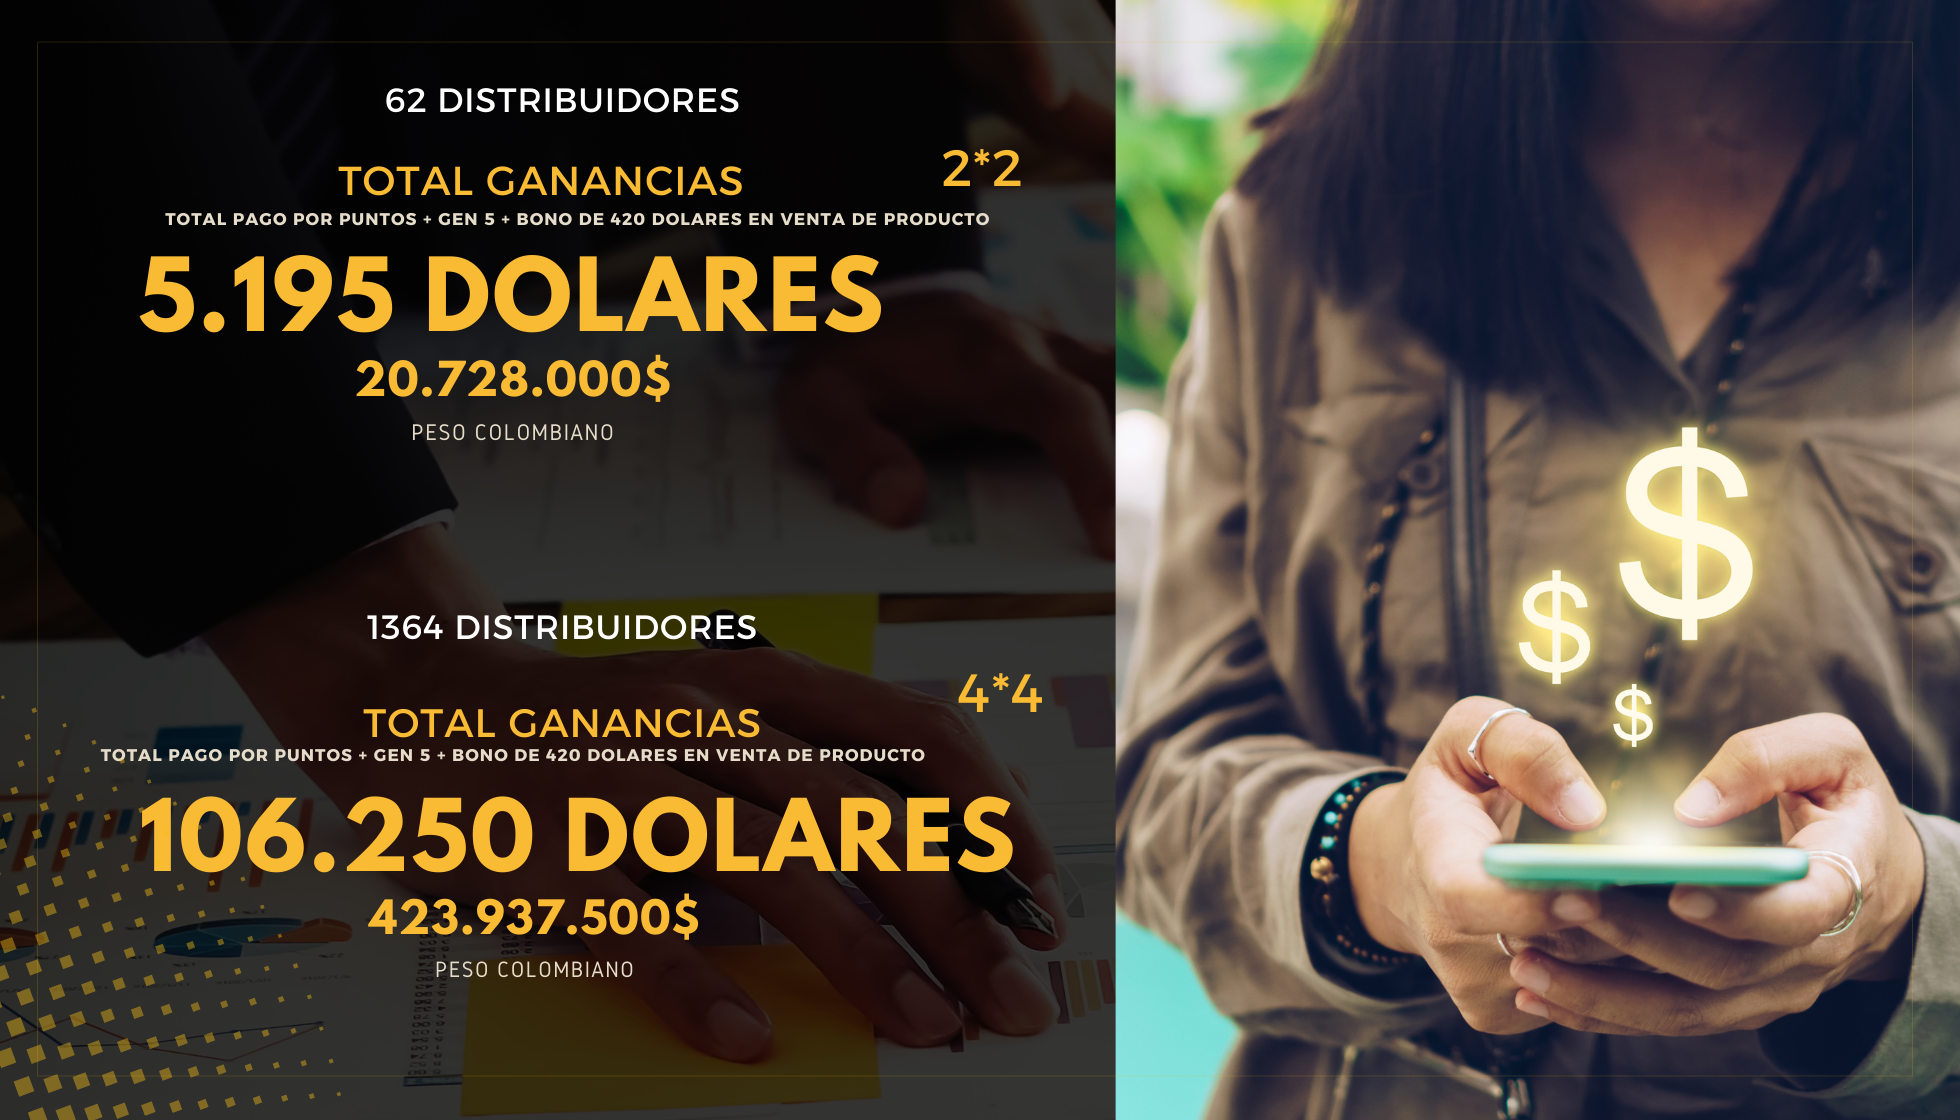 62 DISTRIBUIDORES
TOTAL GANANCIAS
2*2
TOTAL PAGO POR PUNTOS + GEN 5 + BONO DE 420 DOLARES EN VENTA DE PRODUCTO
5.195 DOLARES
20.728.000$
PESO COLOMBIANO
1364 DISTRIBUIDORES
4*4
TOTAL GANANCIAS
TOTAL PAGO POR PUNTOS + GEN 5 + BONO DE 420 DOLARES EN VENTA DE PRODUCTO
106.250 DOLARES
423.937.500$
PESO COLOMBIANO
$
$
$